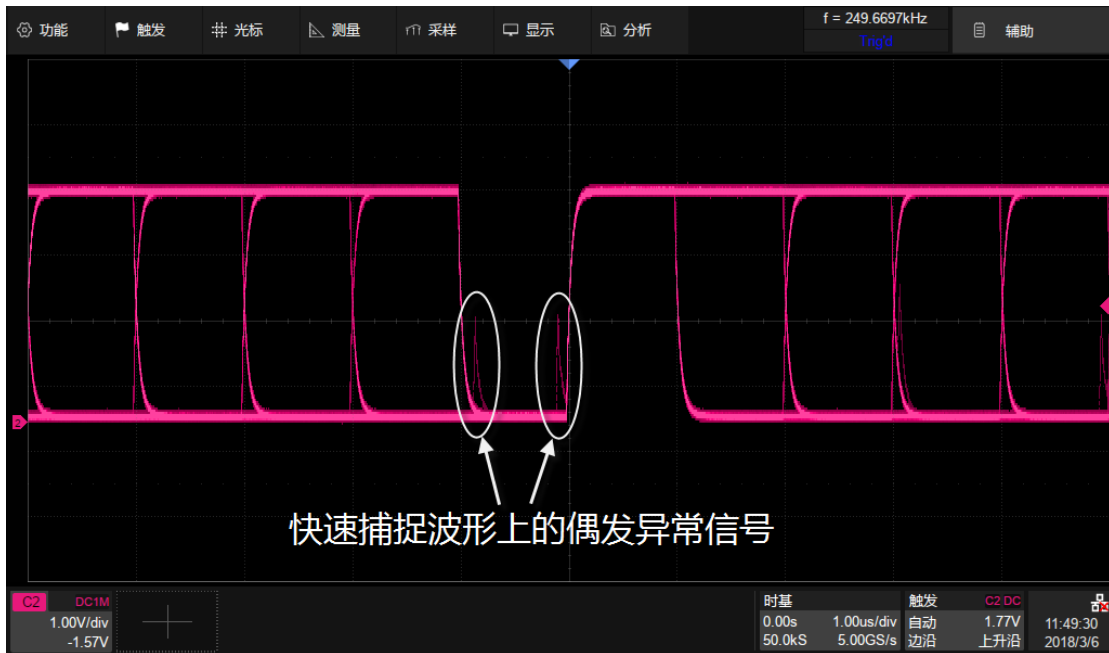 功能 触发 光标 测量 采样 显示 分析 f = 249.6697kHz 辅助
Trig'd
2
快速捕捉波形上的偶发异常信号
C2 DC1M 时基 触发 C2 DC
1.00V/div 0.00s 1.00us/div 自动 1.77V 11:49:30
-1.57V 50.0kS 5.00GS/s 边沿 上升沿 2018/3/6